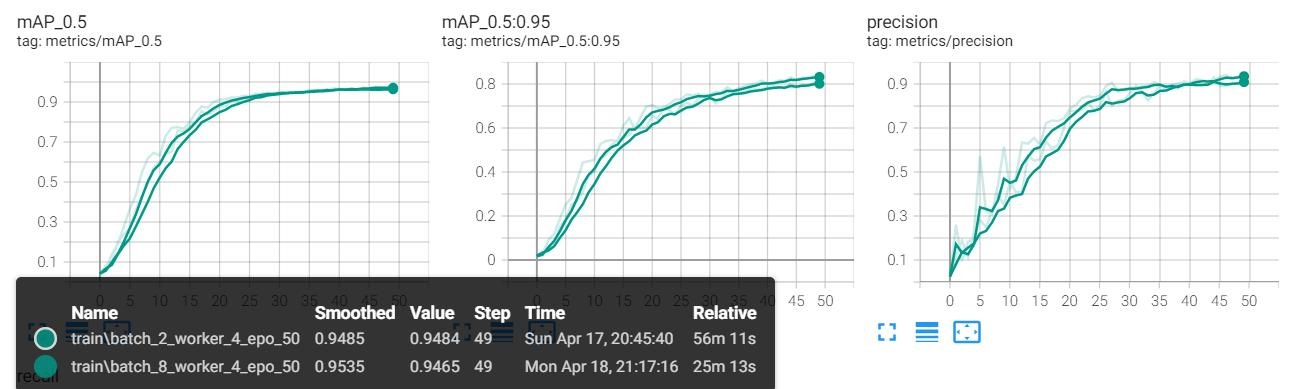 mAP_0.5
tag: metrics/mAP_0.5
0.9
0.7
0.5
0.3
0.1
0 5 10 15 20 25 30 35 40 45 50
mAP_0.5:0.95
tag: metrics/mAP_0.5:0.95
0.8
0.6
0.4
0.2
0
0 5 10 15 20 25 30 35 40 45 50
precision
tag: metrics/precision
0.9
0.7
0.5
0.3
0.1
0 5 10 15 20 25 30 35 40 45 50
Name Smoothed Value Step Time Relative
train\batch_2_worker_4_epo_50 0.9485 0.9484 49 Sun Apr 17, 20:45:40 56m 11s
train\batch_8_worker_4_epo_50 0.9535 0.9465 49 Mon Apr 18, 21:17:16 25m 13s
recall